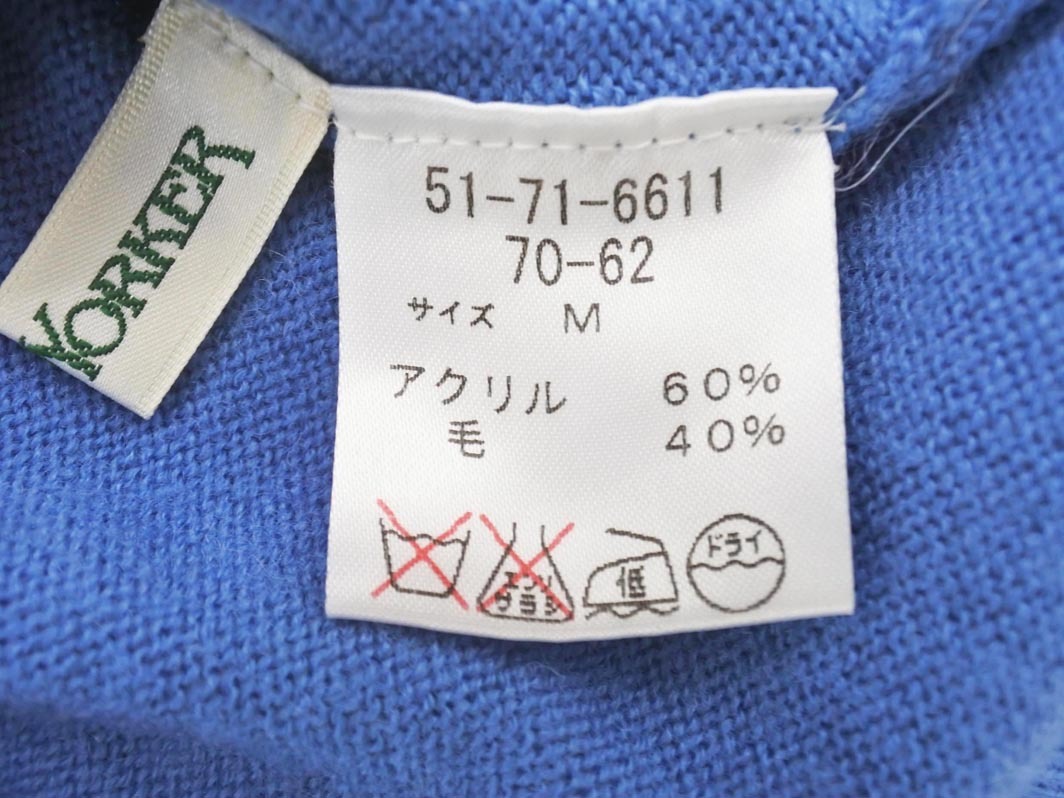 YORKER
51-71-6611
70-62
サイズ M
アクリル 60%
毛 40%
エンソ
サラシ
低
ドライ